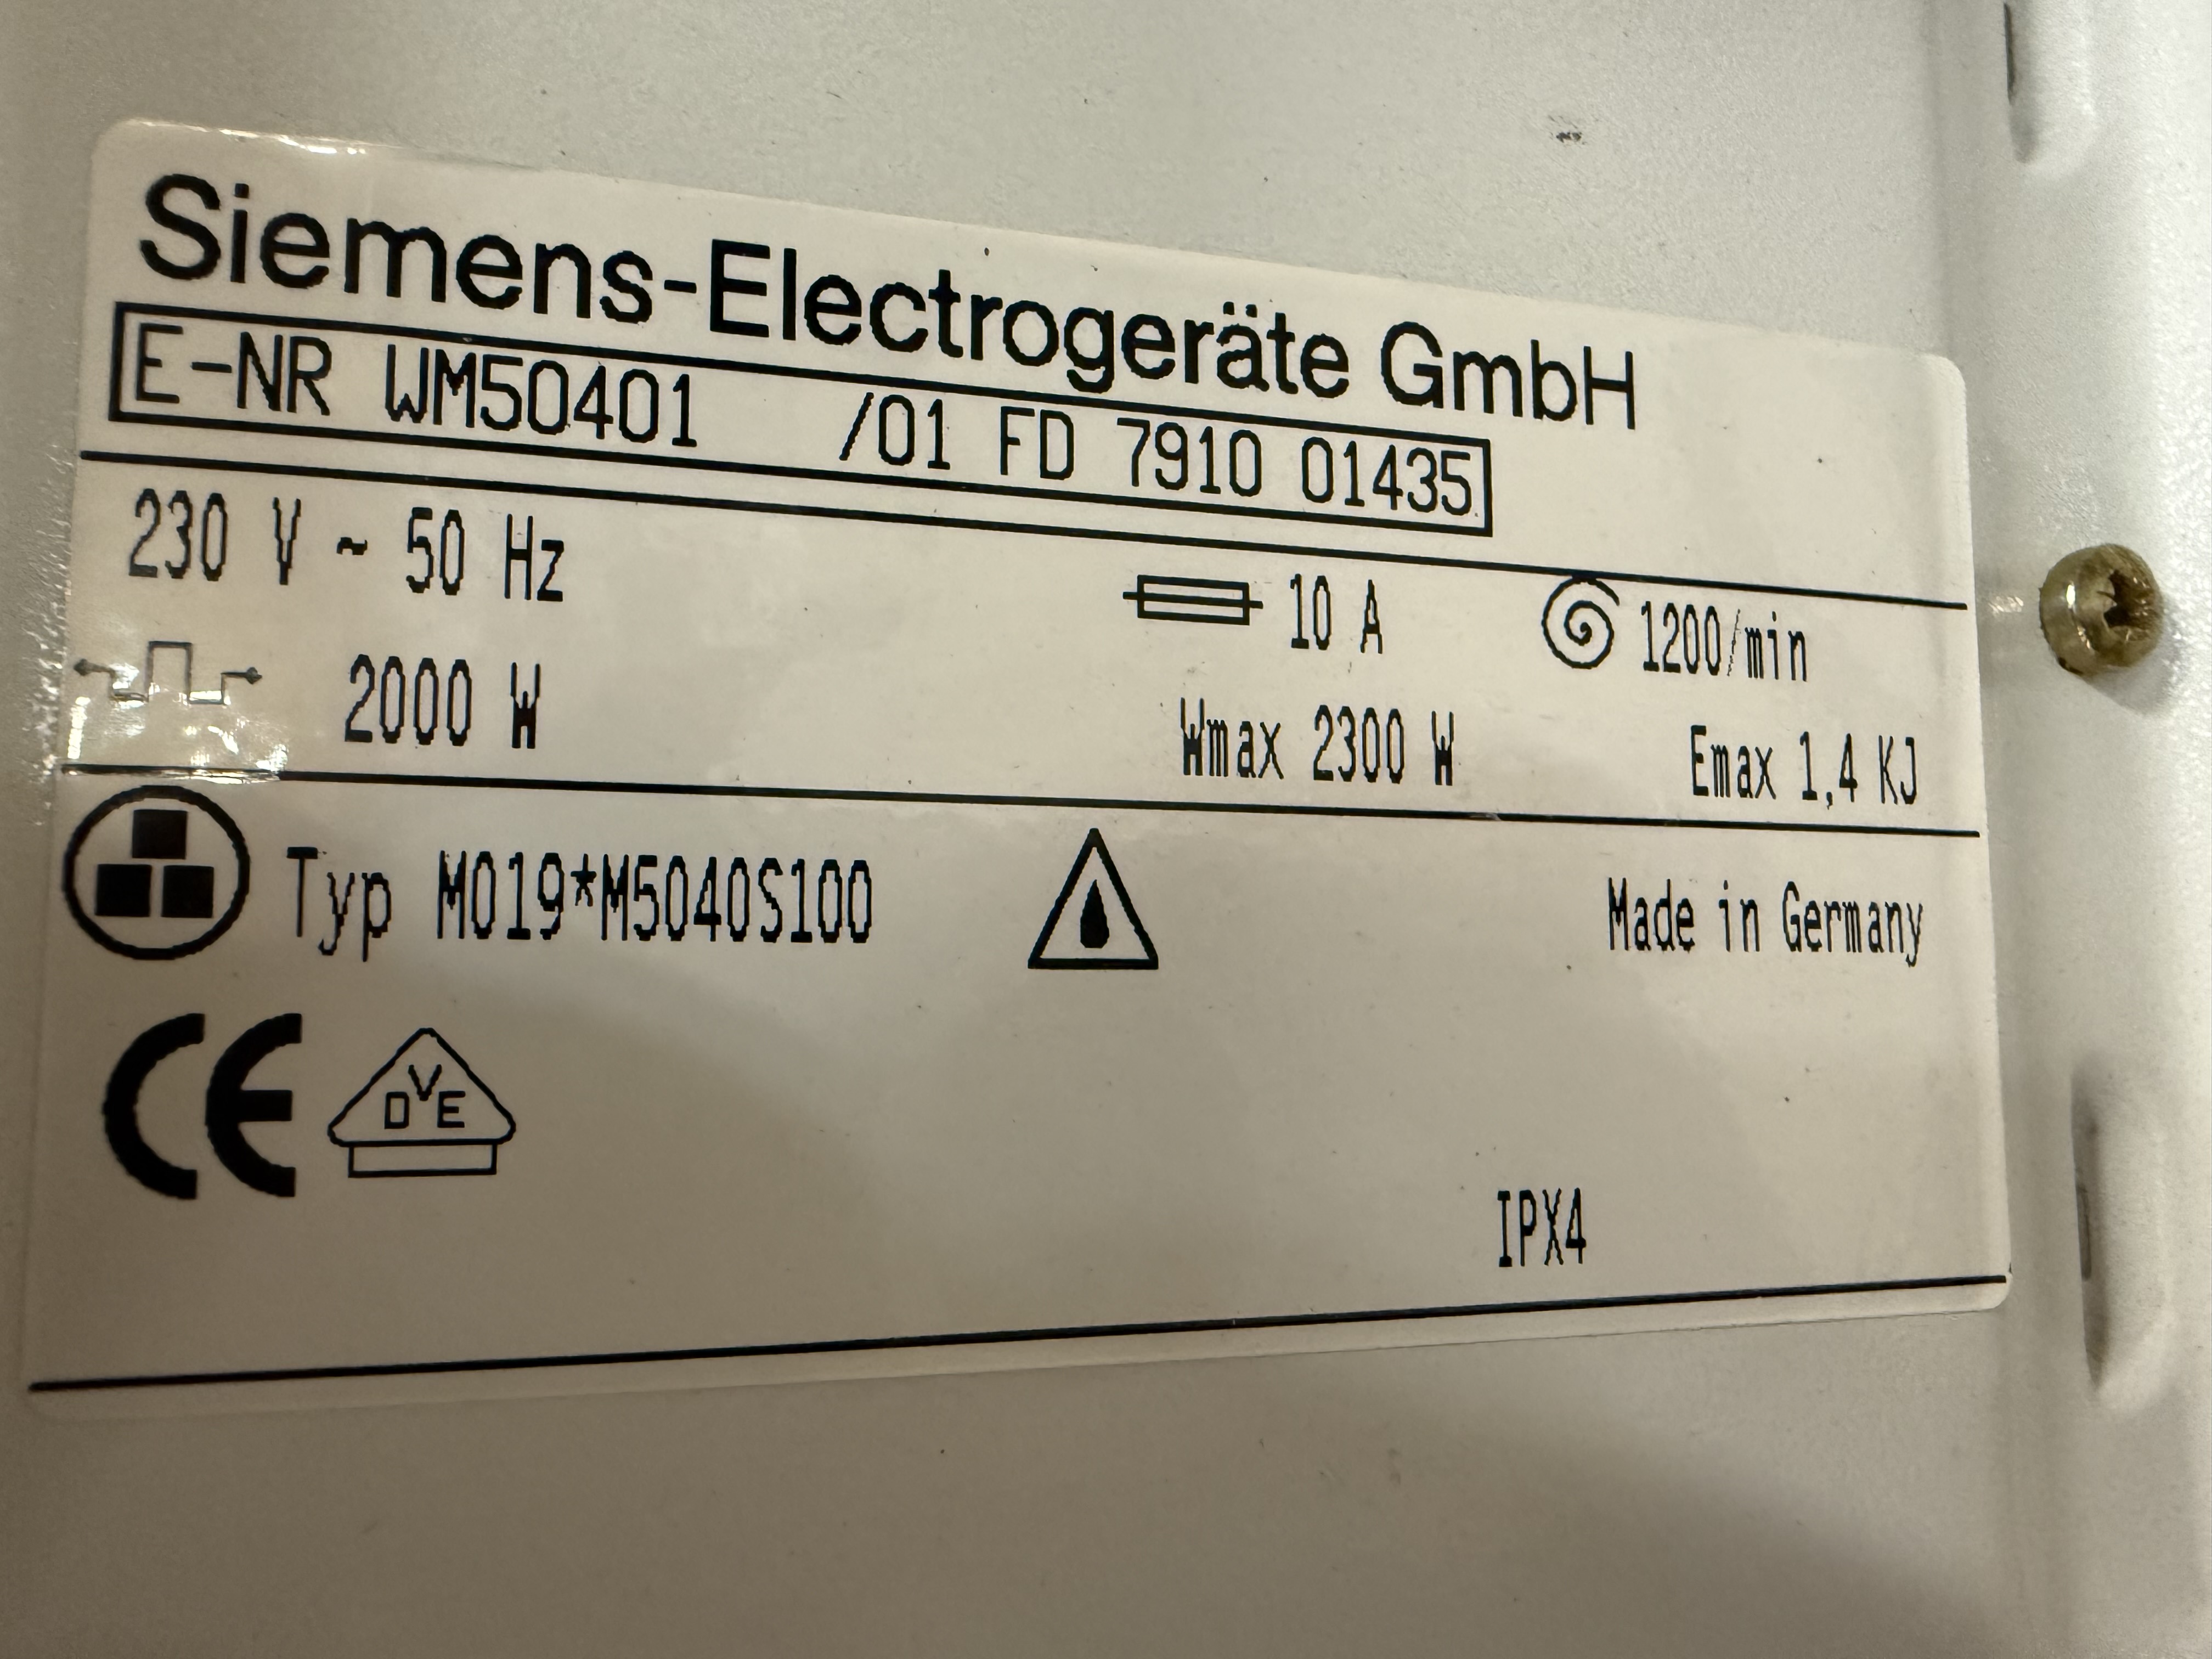 Siemens-Electrogeräte GmbH
E-NR WM50401 /01 FD 7910 01435
230 V ~ 50 Hz 10 A 1200/min
2000 W Wmax 2300 W Emax 1,4 KJ
Typ M019*M5040S100 Made in Germany
CE DVE
IPX4